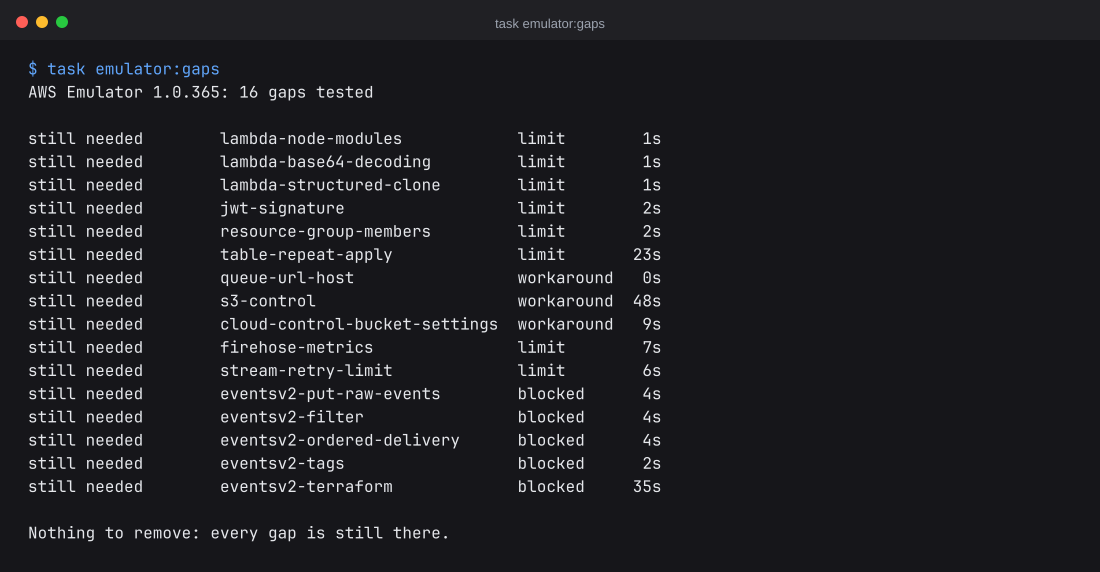 task emulator:gaps
$ task emulator:gaps
AWS Emulator 1.0.365: 16 gaps tested
still needed lambda-node-modules limit 1s
still needed lambda-base64-decoding limit 1s
still needed lambda-structured-clone limit 1s
still needed jwt-signature limit 2s
still needed resource-group-members limit 2s
still needed table-repeat-apply limit 23s
still needed queue-url-host workaround 0s
still needed s3-control workaround 48s
still needed cloud-control-bucket-settings workaround 9s
still needed firehose-metrics limit 7s
still needed stream-retry-limit limit 6s
still needed eventsv2-put-raw-events blocked 4s
still needed eventsv2-filter blocked 4s
still needed eventsv2-ordered-delivery blocked 4s
still needed eventsv2-tags blocked 2s
still needed eventsv2-terraform blocked 35s
Nothing to remove: every gap is still there.